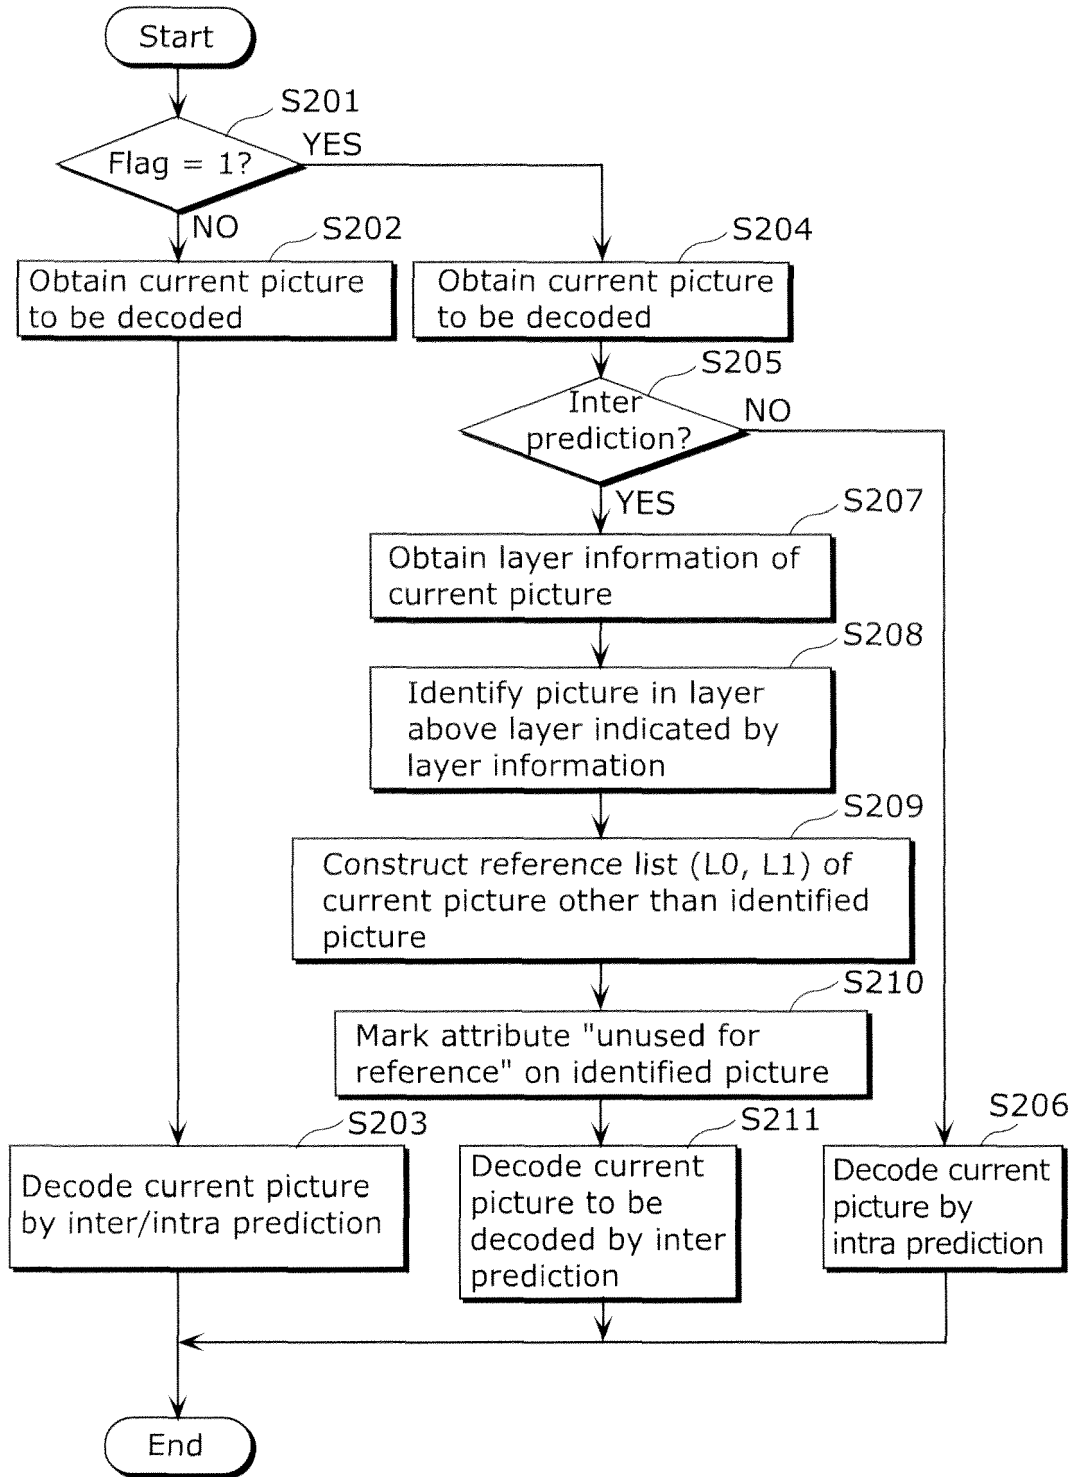 Start
S201
Flag = 1?
YES
NO
S202
Obtain current picture
to be decoded
S204
Obtain current picture
to be decoded
S205
Inter
prediction?
NO
YES
S207
Obtain layer information of
current picture
S208
Identify picture in layer
above layer indicated by
layer information
S209
Construct reference list (L0, L1) of
current picture other than identified
picture
S210
Mark attribute "unused for
reference" on identified picture
S203
Decode current picture
by inter/intra prediction
S211
Decode current
picture to be
decoded by inter
prediction
S206
Decode current
picture by
intra prediction
End